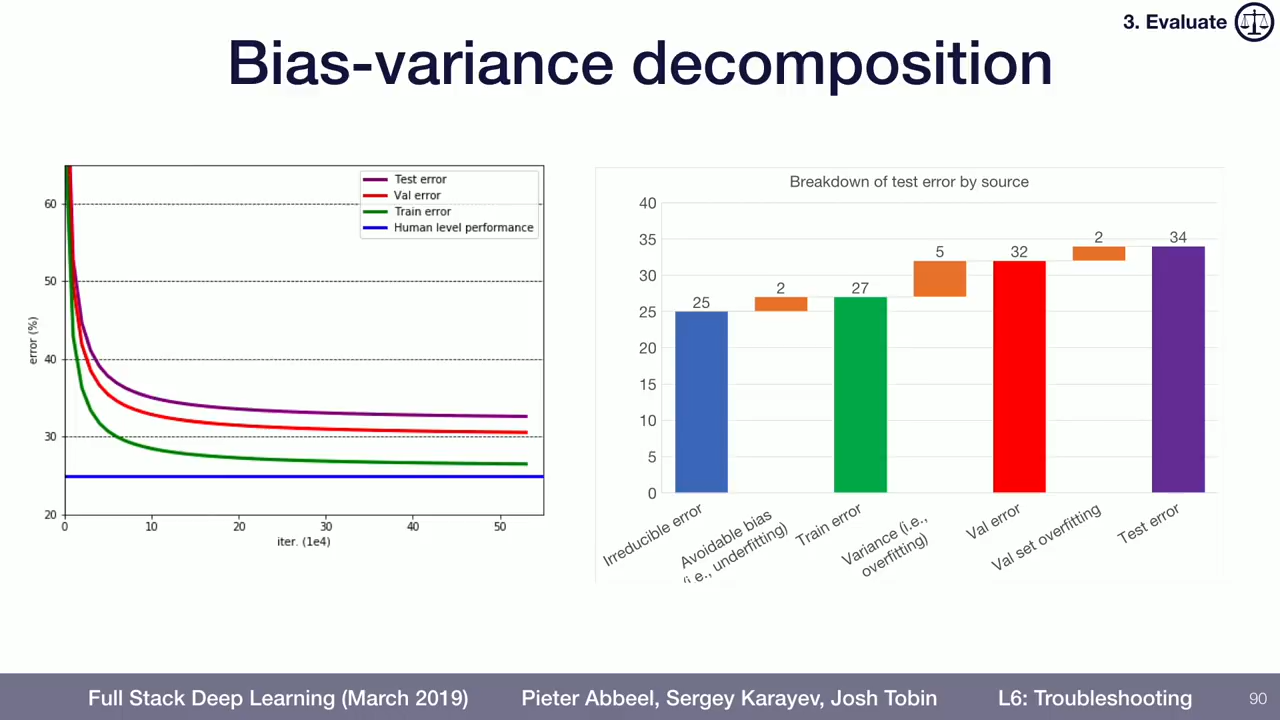 3. Evaluate
Bias-variance decomposition
Test error
Val error
Train error
Human level performance
60
50
40
30
20
error (%)
0
10
20
30
40
50
iter. (1e4)
Breakdown of test error by source
40
35
30
25
20
15
10
5
0
25
2
27
5
32
2
34
Irreducible error
Avoidable bias
(i.e., underfitting)
Train error
Variance (i.e.,
overfitting)
Val error
Val set overfitting
Test error
Full Stack Deep Learning (March 2019)
Pieter Abbeel, Sergey Karayev, Josh Tobin
L6: Troubleshooting
90